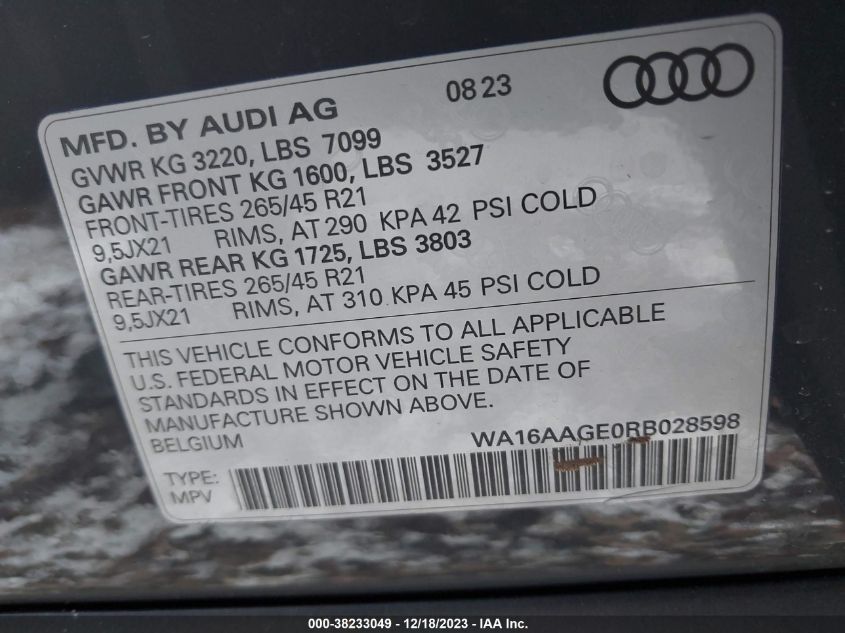 08 23
MFD. BY AUDI AG
GVWR KG 3220, LBS 7099
GAWR FRONT KG 1600, LBS 3527
FRONT-TIRES 265/45 R21
9,5JX21 RIMS, AT 290 KPA 42 PSI COLD
GAWR REAR KG 1725, LBS 3803
REAR-TIRES 265/45 R21
9,5JX21 RIMS, AT 310 KPA 45 PSI COLD
THIS VEHICLE CONFORMS TO ALL APPLICABLE
U.S. FEDERAL MOTOR VEHICLE SAFETY
STANDARDS IN EFFECT ON THE DATE OF
MANUFACTURE SHOWN ABOVE.
BELGIUM
WA16AAGE0RB028598
TYPE:
MPV
000-38233049 - 12/18/2023 - IAA Inc.